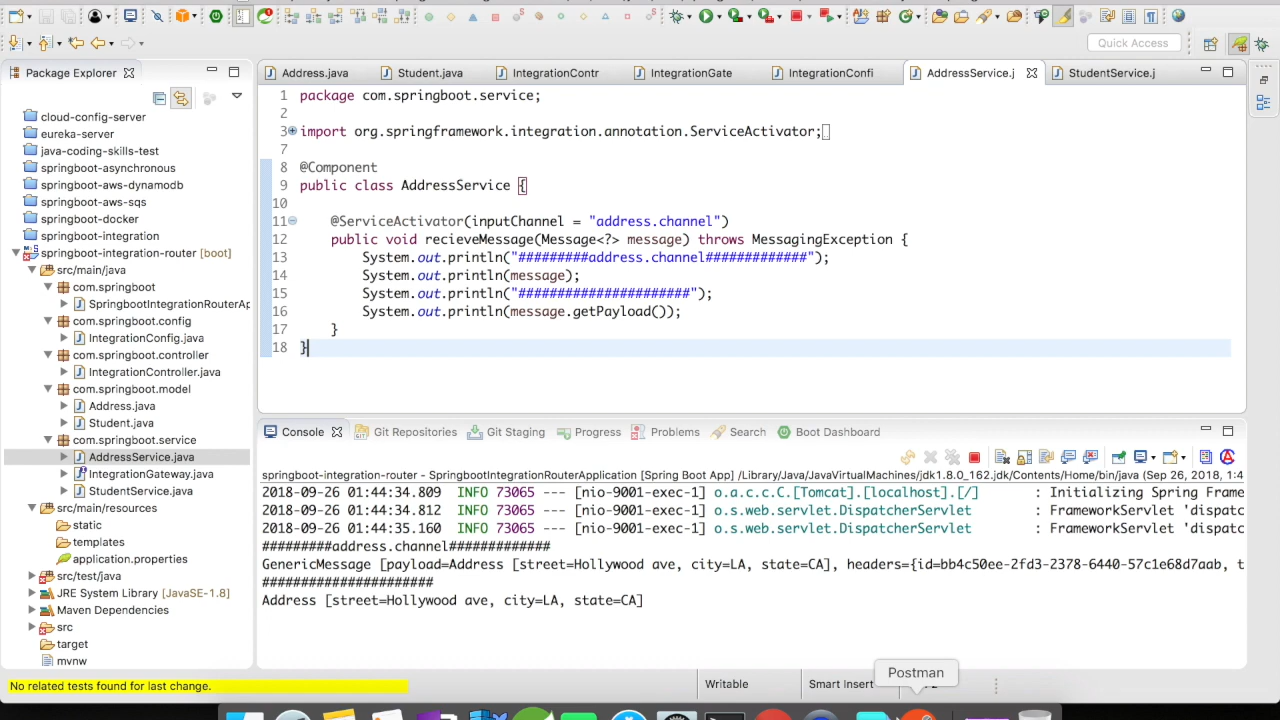 Quick Access
Package Explorer
cloud-config-server
eureka-server
java-coding-skills-test
springboot-asynchronous
springboot-aws-dynamodb
springboot-aws-sqs
springboot-docker
springboot-integration
springboot-integration-router [boot]
src/main/java
com.springboot
SpringbootIntegrationRouterAp
com.springboot.config
IntegrationConfig.java
com.springboot.controller
IntegrationController.java
com.springboot.model
Address.java
Student.java
com.springboot.service
AddressService.java
IntegrationGateway.java
StudentService.java
src/main/resources
static
templates
application.properties
src/test/java
JRE System Library [JavaSE-1.8]
Maven Dependencies
src
target
mvnw
Address.java Student.java IntegrationContr IntegrationGate IntegrationConfi AddressService.j StudentService.j
1 package com.springboot.service;
2
3 import org.springframework.integration.annotation.ServiceActivator;
7
8 @Component
9 public class AddressService {
10
11 @ServiceActivator(inputChannel = "address.channel")
12 public void recieveMessage(Message<?> message) throws MessagingException {
13 System.out.println("#########address.channel#############");
14 System.out.println(message);
15 System.out.println("######################");
16 System.out.println(message.getPayload());
17 }
18 }
Console Git Repositories Git Staging Progress Problems Search Boot Dashboard
springboot-integration-router - SpringbootIntegrationRouterApplication [Spring Boot App] /Library/Java/JavaVirtualMachines/jdk1.8.0_162.jdk/Contents/Home/bin/java (Sep 26, 2018, 1:4
2018-09-26 01:44:34.809 INFO 73065 --- [nio-9001-exec-1] o.a.c.c.C.[Tomcat].[localhost].[/] : Initializing Spring Frame
2018-09-26 01:44:34.812 INFO 73065 --- [nio-9001-exec-1] o.s.web.servlet.DispatcherServlet : FrameworkServlet 'dispatc
2018-09-26 01:44:35.160 INFO 73065 --- [nio-9001-exec-1] o.s.web.servlet.DispatcherServlet : FrameworkServlet 'dispatc
#########address.channel#############
GenericMessage [payload=Address [street=Hollywood ave, city=LA, state=CA], headers={id=bb4c50ee-2fd3-2378-6440-57c1e68d7aab, t
######################
Address [street=Hollywood ave, city=LA, state=CA]
No related tests found for last change.
Writable
Smart Insert
Postman